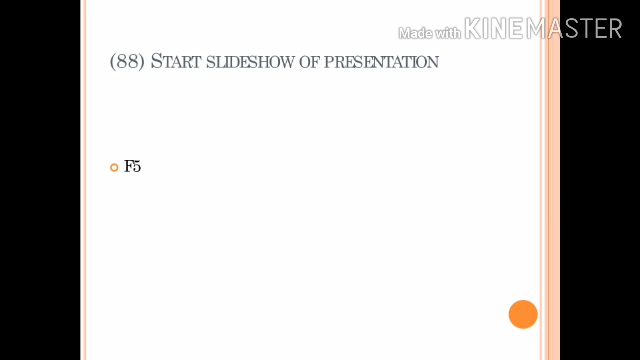 Made with KINEMASTER
(88) START SLIDESHOW OF PRESENTATION
F5